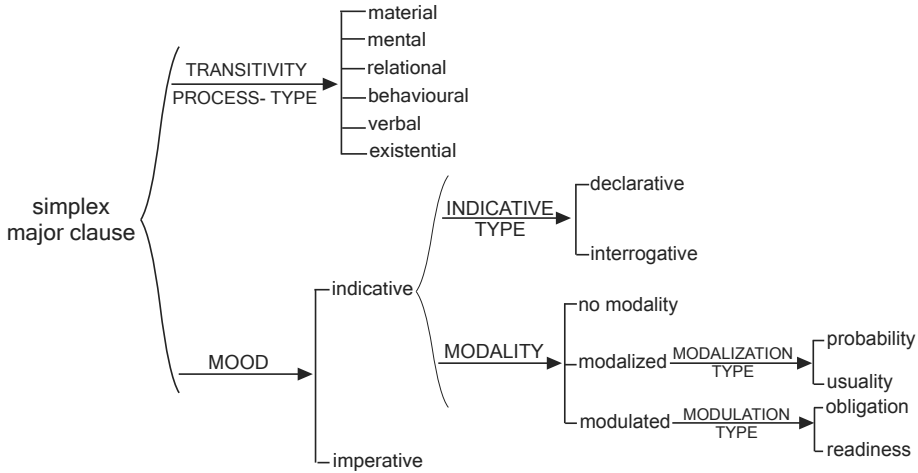 material
mental
TRANSITIVITY
relational
PROCESS- TYPE
behavioural
verbal
existential
simplex
major clause
declarative
INDICATIVE
TYPE
interrogative
indicative
no modality
MOOD
MODALITY
modalized
MODALIZATION
TYPE
probability
usuality
modulated
MODULATION
TYPE
obligation
readiness
imperative